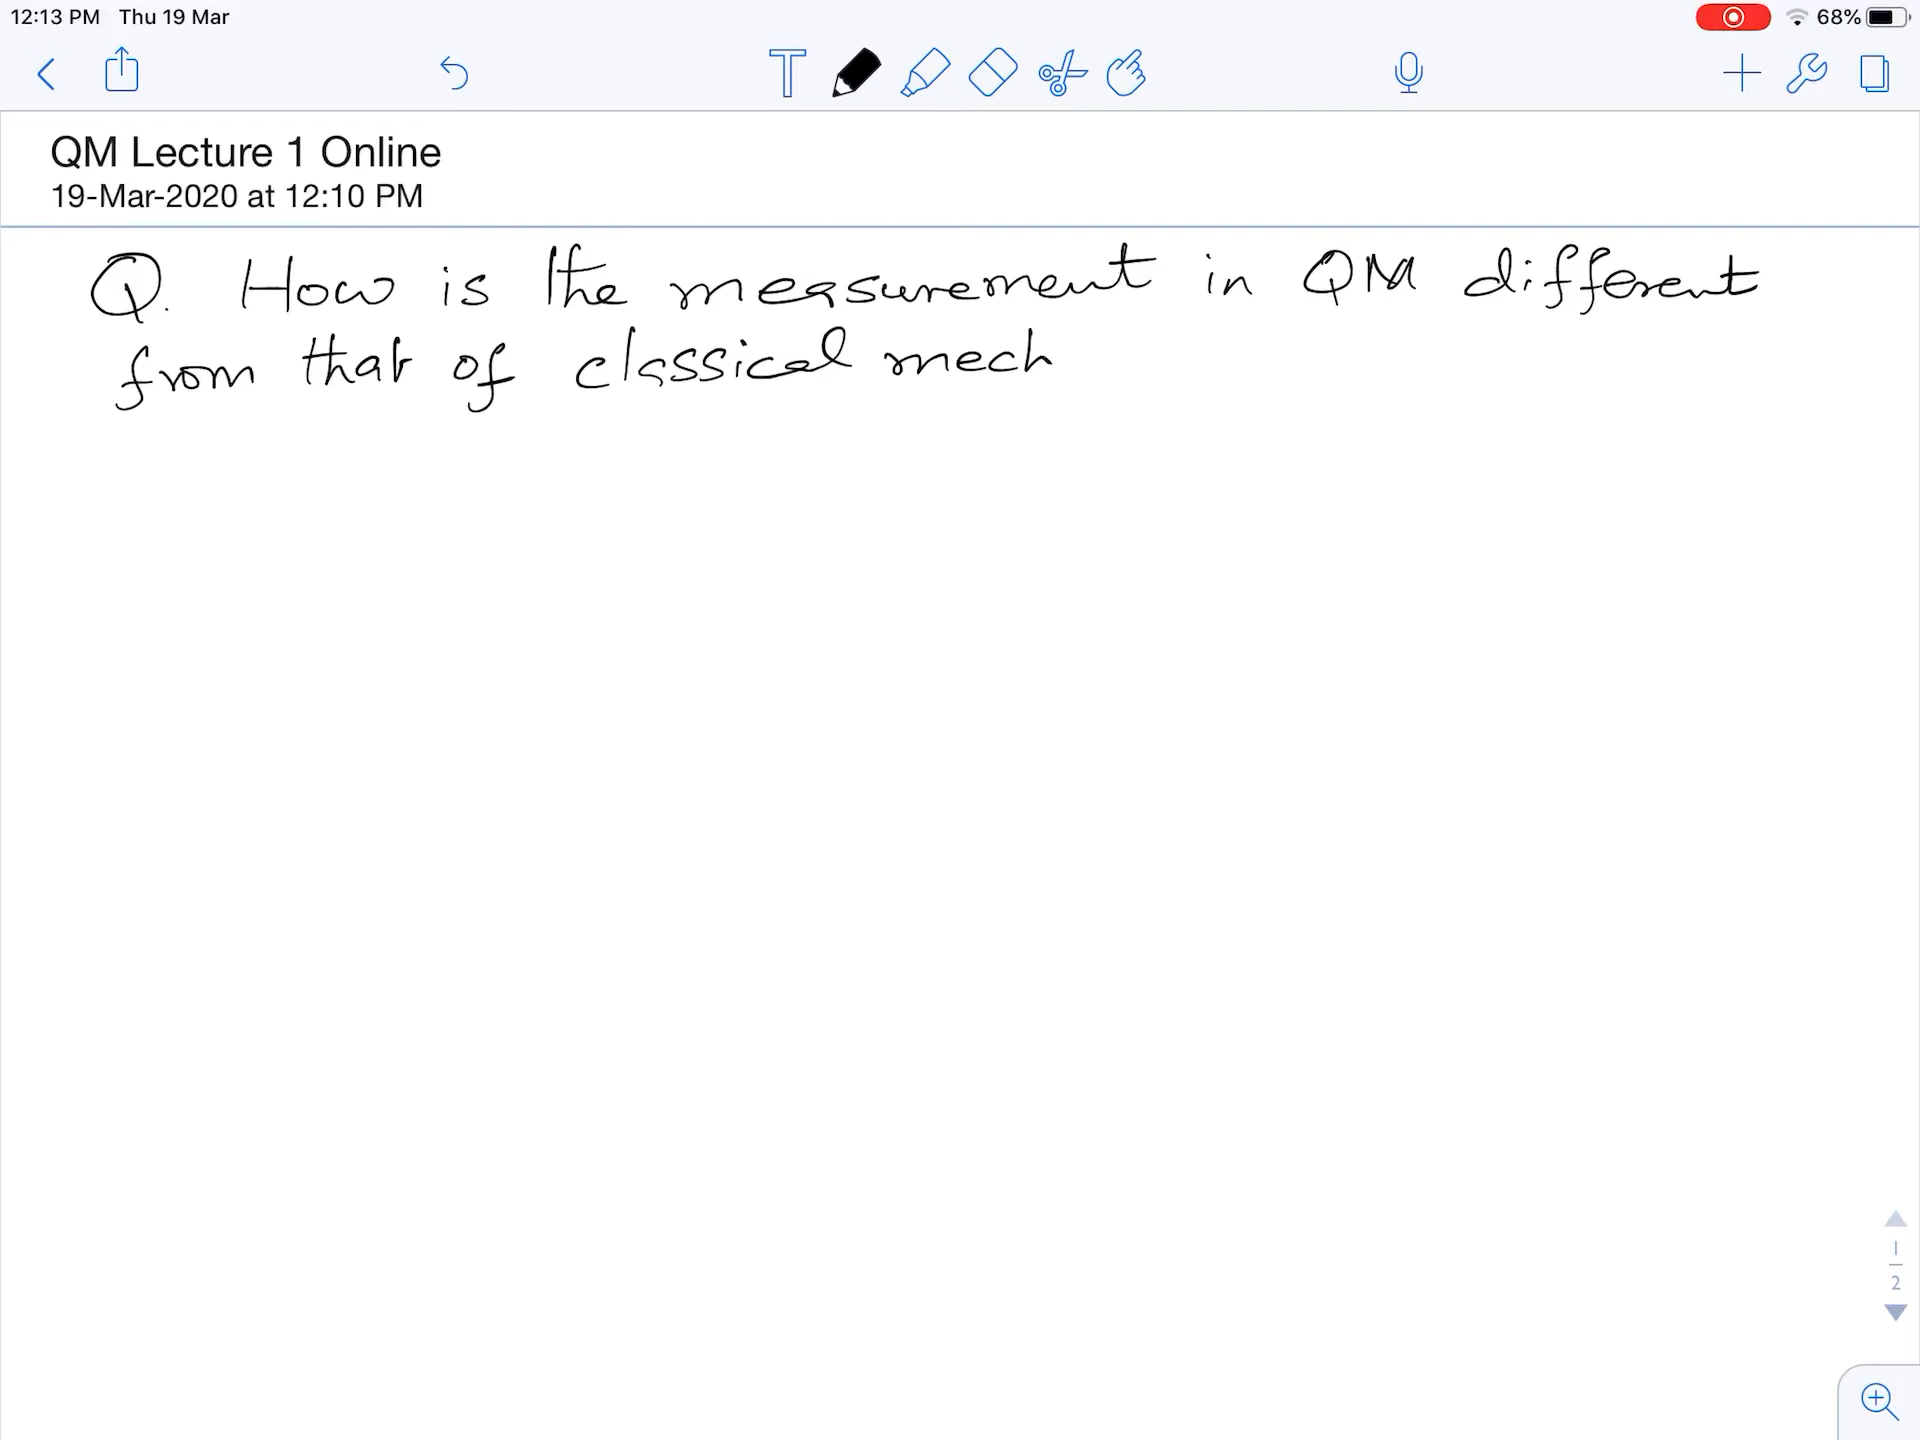 12:13 PM Thu 19 Mar 68%
T
QM Lecture 1 Online
19-Mar-2020 at 12:10 PM
Q. How is the measurement in QM different
from that of classical mech
1
2